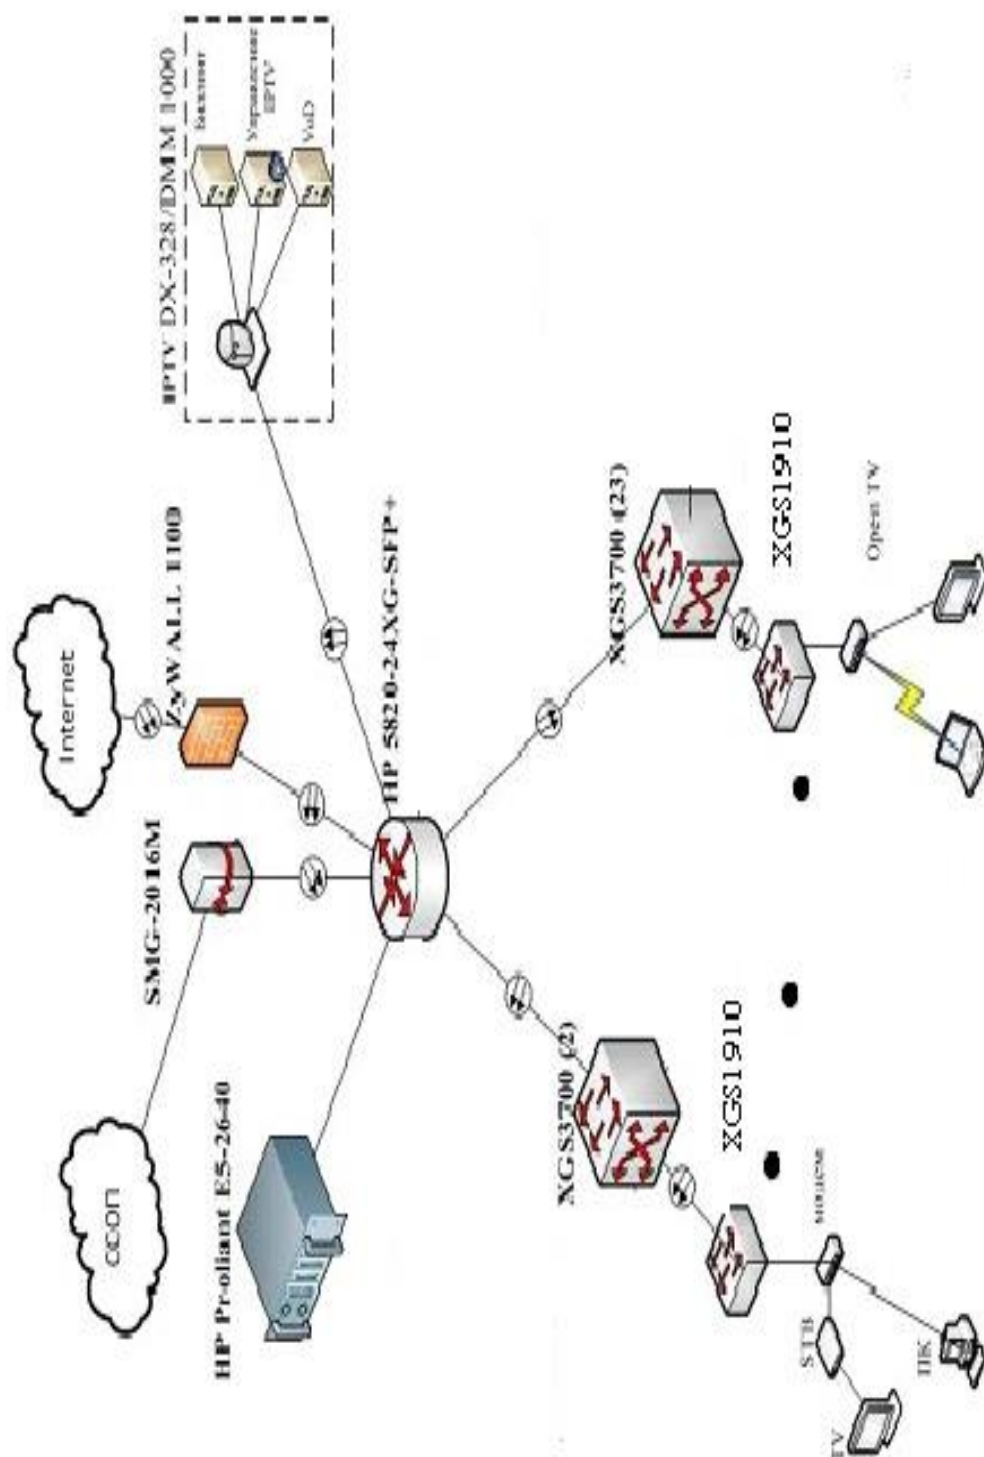 ССОП
Internet
SMG-2016M
ZyWALL 1100
IPTV DX-328/DMM 1000
Биллинг
Управление
IPTV
VoD
HP Proliant E5-2640
HP 5820-24XG-SFP+
XGS3700 (2)
XGS3700 (23)
XGS1910
XGS1910
модем
STB
TV
ПК
Open TV